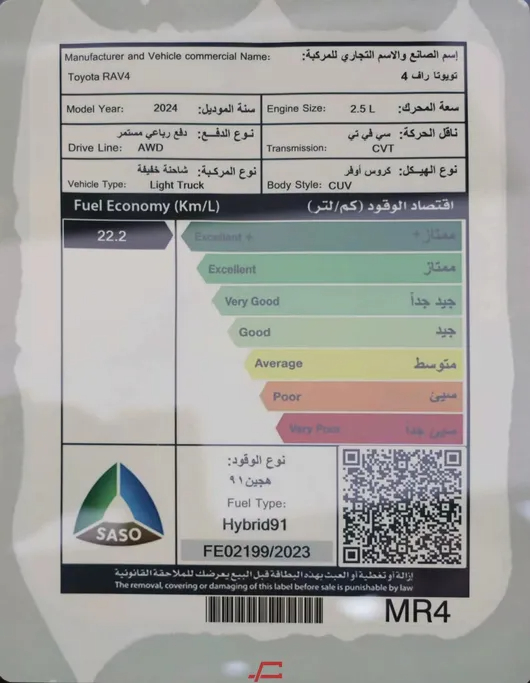 Manufacturer and Vehicle commercial Name: إسم الصانع والاسم التجاري للمركبة:
Toyota RAV4 تويوتا راف 4
Model Year: 2024 سنة الموديل: Engine Size: 2.5 L سعة المحرك:
نوع الدفع: دفع رباعي مستمر ناقل الحركة: سي في تي
Drive Line: AWD Transmission: CVT
نوع المركبة: شاحنة خفيفة نوع الهيكل: كروس أوفر
Vehicle Type: Light Truck Body Style: CUV
Fuel Economy (Km/L) اقتصاد الوقود (كم/لتر)
22.2 Excellent + ممتاز +
Excellent ممتاز
Very Good جيد جداً
Good جيد
Average متوسط
Poor سيئ
Very Poor سيئ جدا
نوع الوقود:
هجين ٩١
Fuel Type:
Hybrid91
SASO
FE02199/2023
إزالة أو تغطية أو العبث بهذه البطاقة قبل البيع يعرضك للملاحقة القانونية
The removal, covering or damaging of this label before sale is punishable by law
MR4